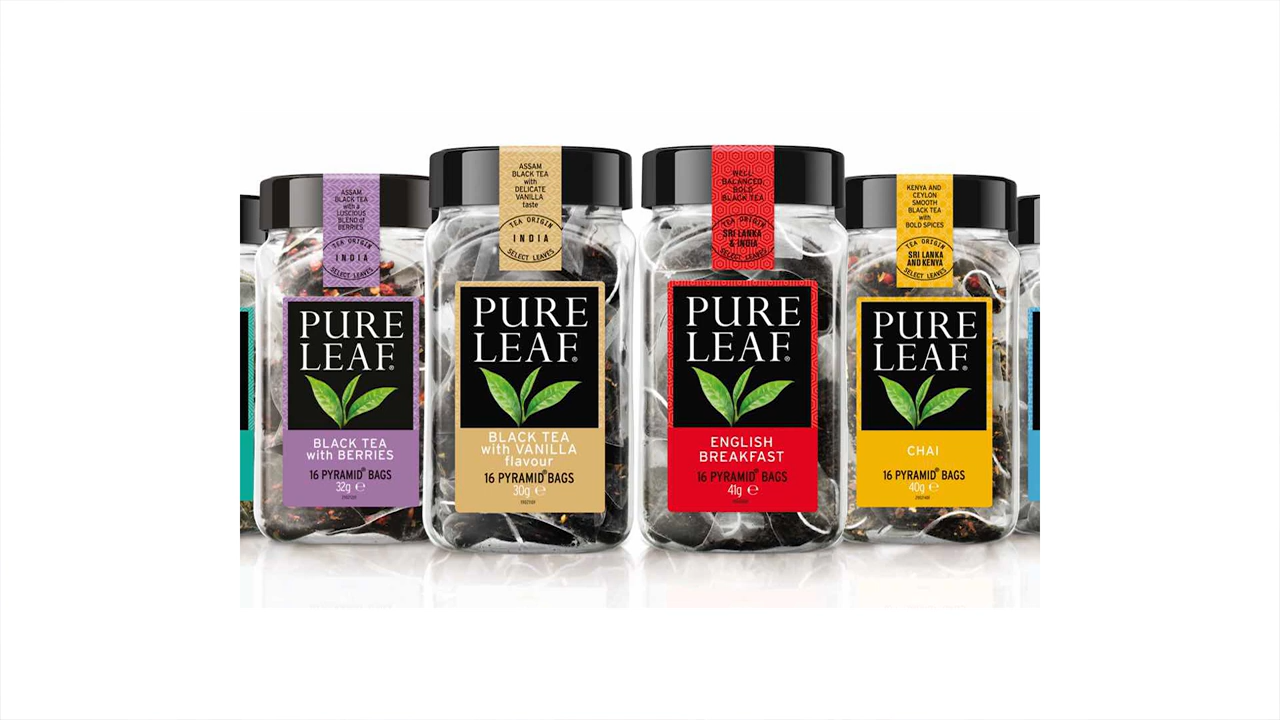 ASSAM
BLACK TEA
with a
LUSCIOUS
BLEND of
BERRIES
TEA ORIGIN
INDIA
SELECT LEAVES
PURE
LEAF®
BLACK TEA
with BERRIES
16 PYRAMID® BAGS
32g ℮
ASSAM
BLACK TEA
with
DELICATE
VANILLA
taste
TEA ORIGIN
INDIA
SELECT LEAVES
PURE
LEAF®
BLACK TEA
with VANILLA
flavour
16 PYRAMID® BAGS
30g ℮
WELL
BALANCED
BOLD
BLACK TEA
TEA ORIGIN
SRI LANKA
& INDIA
SELECT LEAVES
PURE
LEAF®
ENGLISH
BREAKFAST
16 PYRAMID® BAGS
41g ℮
KENYA AND
CEYLON
SMOOTH
BLACK TEA
with
BOLD SPICES
TEA ORIGIN
SRI LANKA
AND KENYA
SELECT LEAVES
PURE
LEAF®
CHAI
16 PYRAMID® BAGS
40g ℮